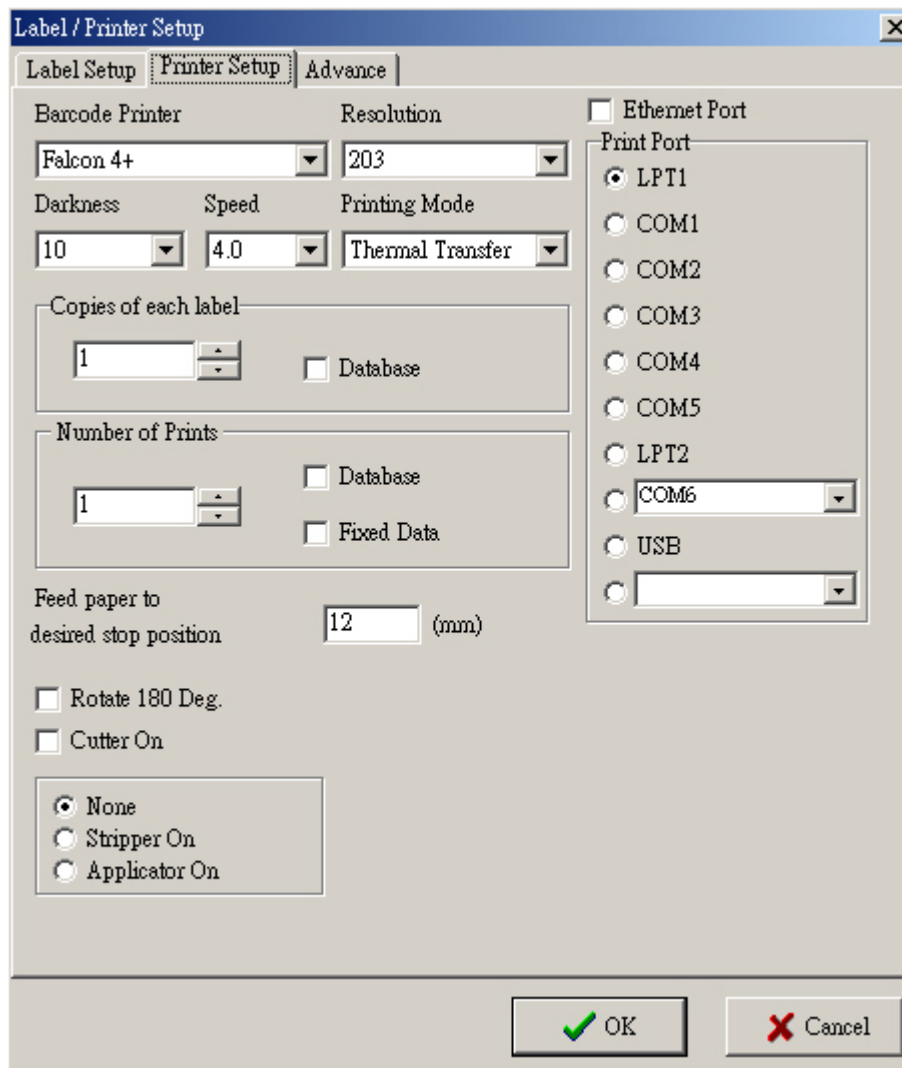 Label / Printer Setup
Label Setup
Printer Setup
Advance
Barcode Printer
Resolution
Falcon 4+
203
Darkness
Speed
Printing Mode
10
4.0
Thermal Transfer
Copies of each label
1
Database
Number of Prints
1
Database
Fixed Data
Feed paper to
desired stop position
12
(mm)
Rotate 180 Deg.
Cutter On
None
Stripper On
Applicator On
Ethernet Port
Print Port
LPT1
COM1
COM2
COM3
COM4
COM5
LPT2
COM6
USB
OK
Cancel